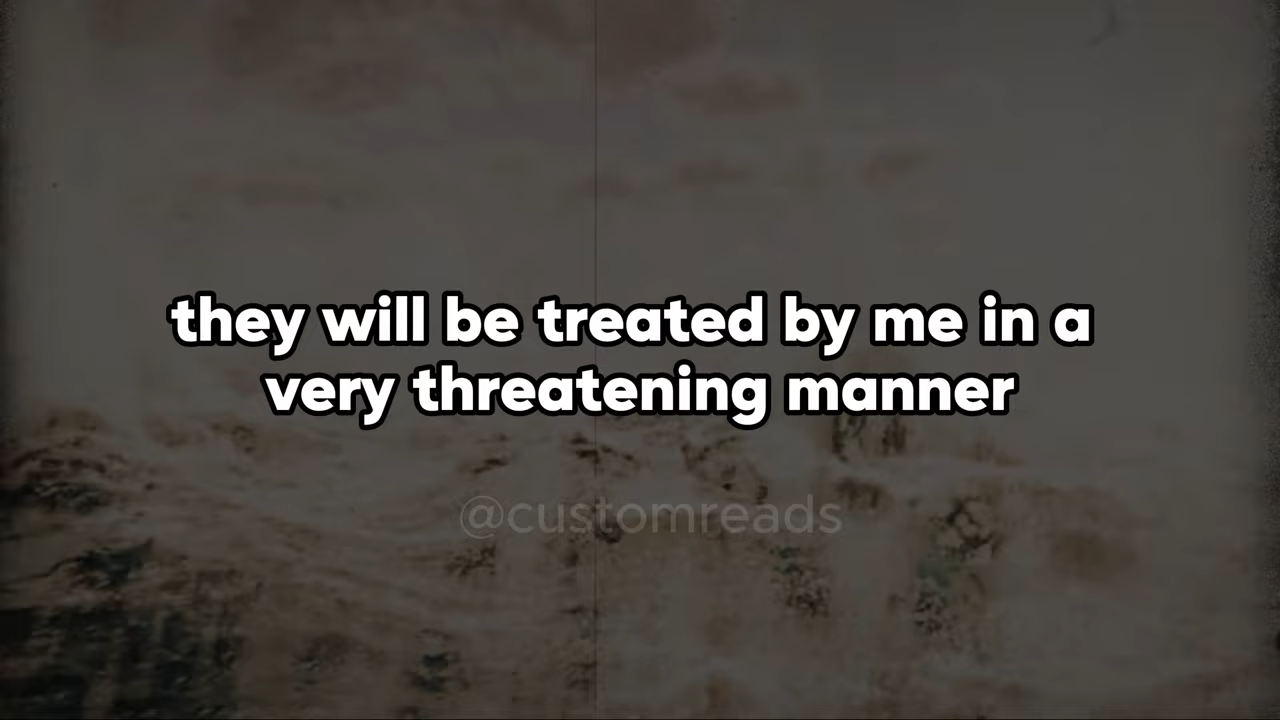 they will be treated by me in a
very threatening manner
@customreads